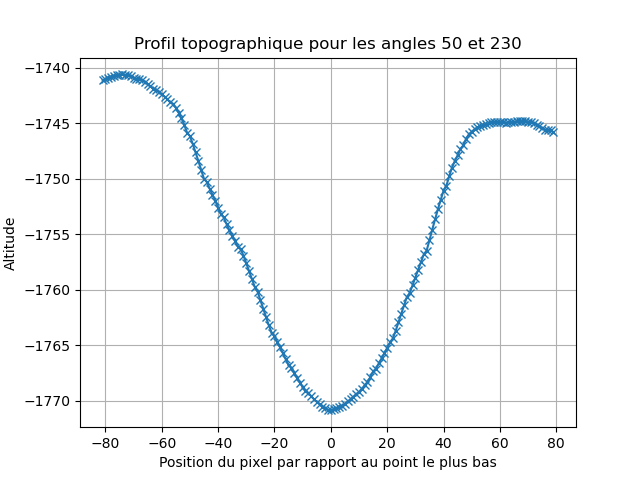 Profil topographique pour les angles 50 et 230
−1740
−1745
−1750
−1755
−1760
−1765
−1770
Altitude
−80 −60 −40 −20 0 20 40 60 80
Position du pixel par rapport au point le plus bas